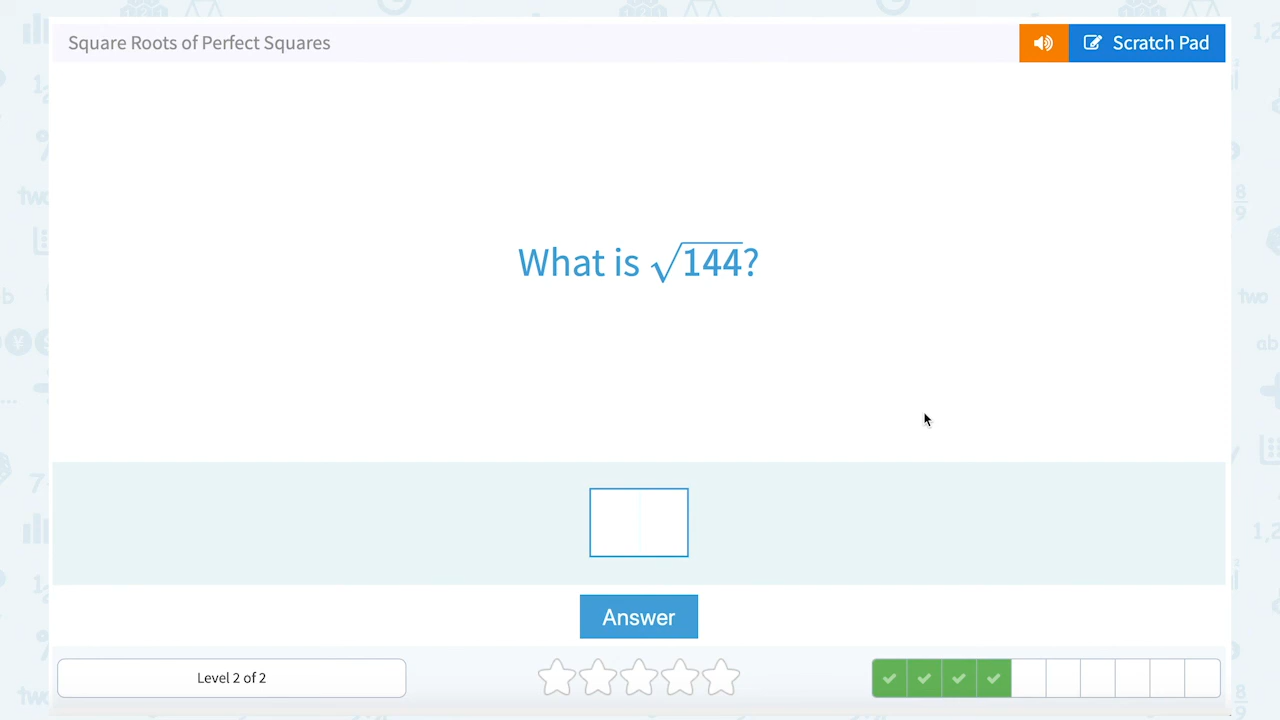 Square Roots of Perfect Squares
Scratch Pad
What is √144?
Answer
Level 2 of 2